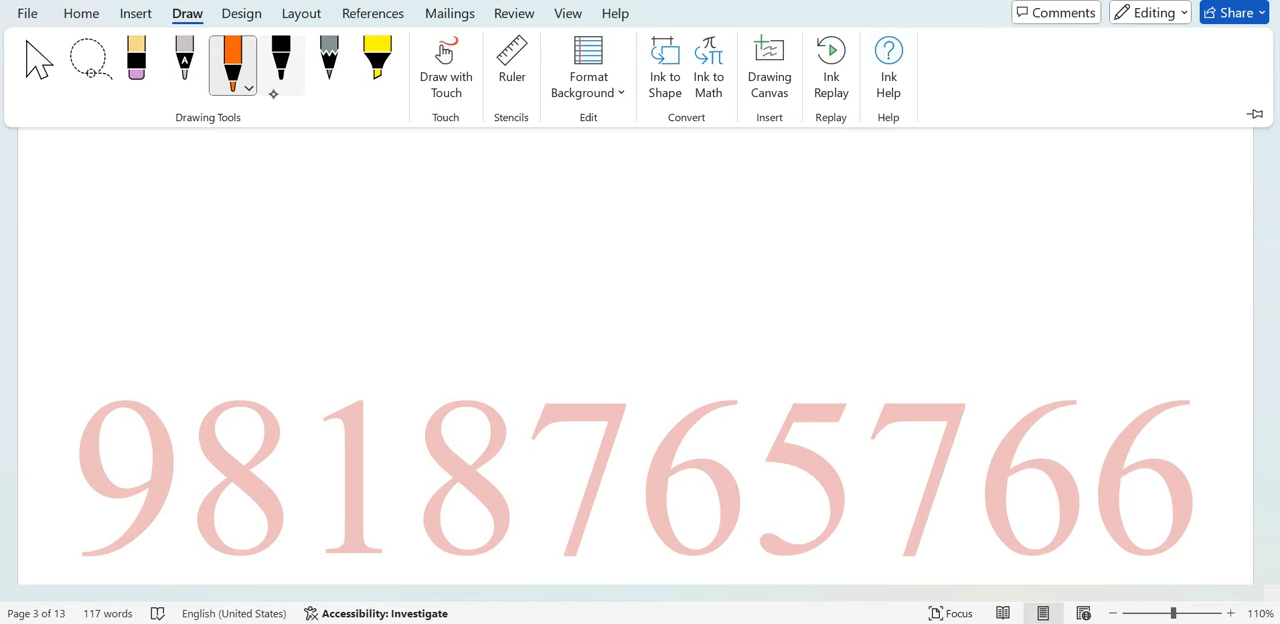 File Home Insert Draw Design Layout References Mailings Review View Help Comments Editing Share
A
Draw with Touch
Ruler
Format Background
Ink to Shape
Ink to Math
Drawing Canvas
Ink Replay
Ink Help
Drawing Tools Touch Stencils Edit Convert Insert Replay Help
9818765766
Page 3 of 13 117 words English (United States) Accessibility: Investigate Focus 110%